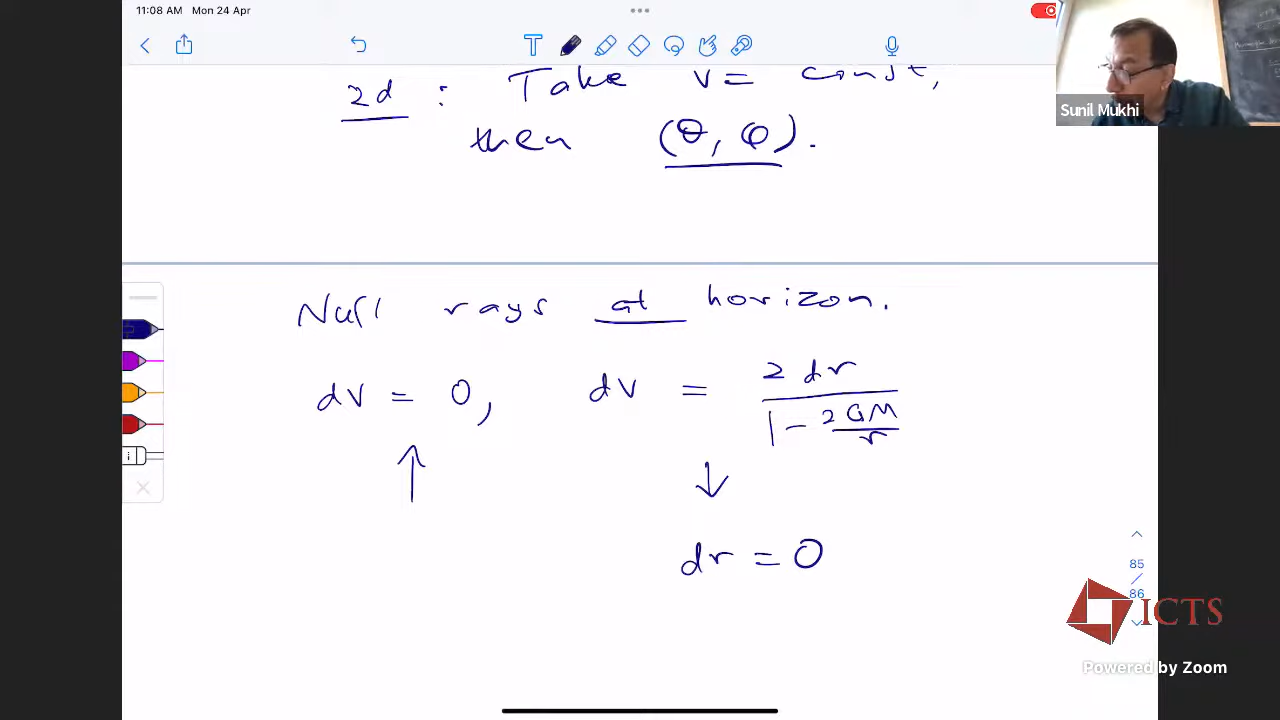 11:08 AM Mon 24 Apr
Sunil Mukhi
2d : Take v = const,
then (θ, φ).
Null rays at horizon.
dv = 0, dv = 2 dr / 1 - 2GM/r
↑ ↓
dr = 0
85
/
86
ICTS
Powered by Zoom